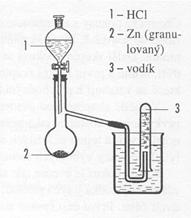 1 – HCl
2 – Zn (granu-
lovaný)
3 – vodík
1
3
2